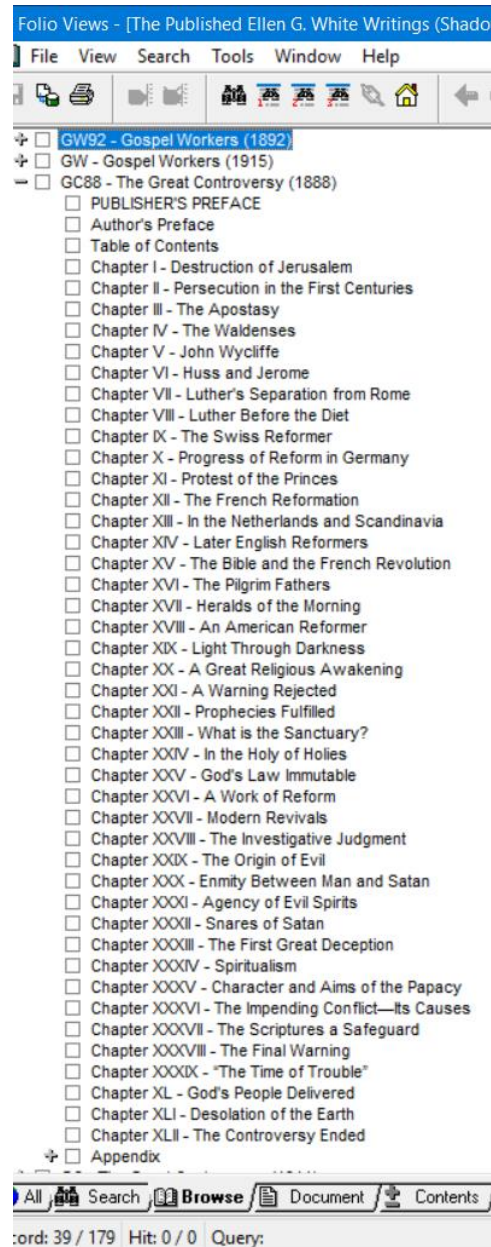 Folio Views - [The Published Ellen G. White Writings (Shado
File View Search Tools Window Help
GW92 - Gospel Workers (1892)
GW - Gospel Workers (1915)
GC88 - The Great Controversy (1888)
PUBLISHER'S PREFACE
Author's Preface
Table of Contents
Chapter I - Destruction of Jerusalem
Chapter II - Persecution in the First Centuries
Chapter III - The Apostasy
Chapter IV - The Waldenses
Chapter V - John Wycliffe
Chapter VI - Huss and Jerome
Chapter VII - Luther's Separation from Rome
Chapter VIII - Luther Before the Diet
Chapter IX - The Swiss Reformer
Chapter X - Progress of Reform in Germany
Chapter XI - Protest of the Princes
Chapter XII - The French Reformation
Chapter XIII - In the Netherlands and Scandinavia
Chapter XIV - Later English Reformers
Chapter XV - The Bible and the French Revolution
Chapter XVI - The Pilgrim Fathers
Chapter XVII - Heralds of the Morning
Chapter XVIII - An American Reformer
Chapter XIX - Light Through Darkness
Chapter XX - A Great Religious Awakening
Chapter XXI - A Warning Rejected
Chapter XXII - Prophecies Fulfilled
Chapter XXIII - What is the Sanctuary?
Chapter XXIV - In the Holy of Holies
Chapter XXV - God's Law Immutable
Chapter XXVI - A Work of Reform
Chapter XXVII - Modern Revivals
Chapter XXVIII - The Investigative Judgment
Chapter XXIX - The Origin of Evil
Chapter XXX - Enmity Between Man and Satan
Chapter XXXI - Agency of Evil Spirits
Chapter XXXII - Snares of Satan
Chapter XXXIII - The First Great Deception
Chapter XXXIV - Spiritualism
Chapter XXXV - Character and Aims of the Papacy
Chapter XXXVI - The Impending Conflict—Its Causes
Chapter XXXVII - The Scriptures a Safeguard
Chapter XXXVIII - The Final Warning
Chapter XXXIX - “The Time of Trouble”
Chapter XL - God's People Delivered
Chapter XLI - Desolation of the Earth
Chapter XLII - The Controversy Ended
Appendix
All Search Browse Document Contents
cord: 39 / 179 Hit: 0 / 0 Query: